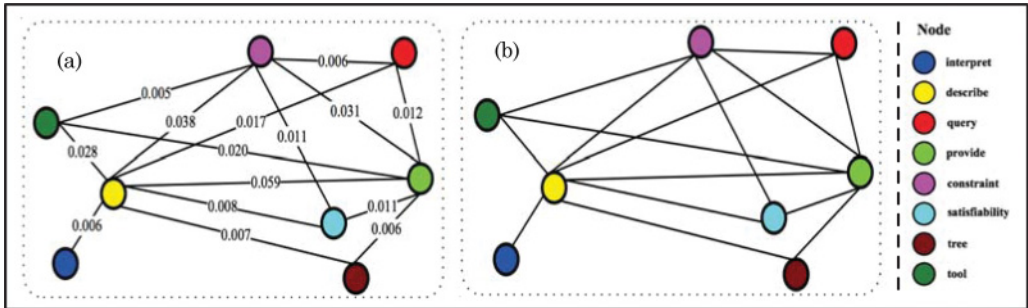 (a)
(b)
Node
0.006
0.005
0.012
0.031
0.038
0.017
0.011
0.028
0.020
0.059
0.008
0.011
0.006
0.007
0.006
interpret
describe
query
provide
constraint
satisfiability
tree
tool